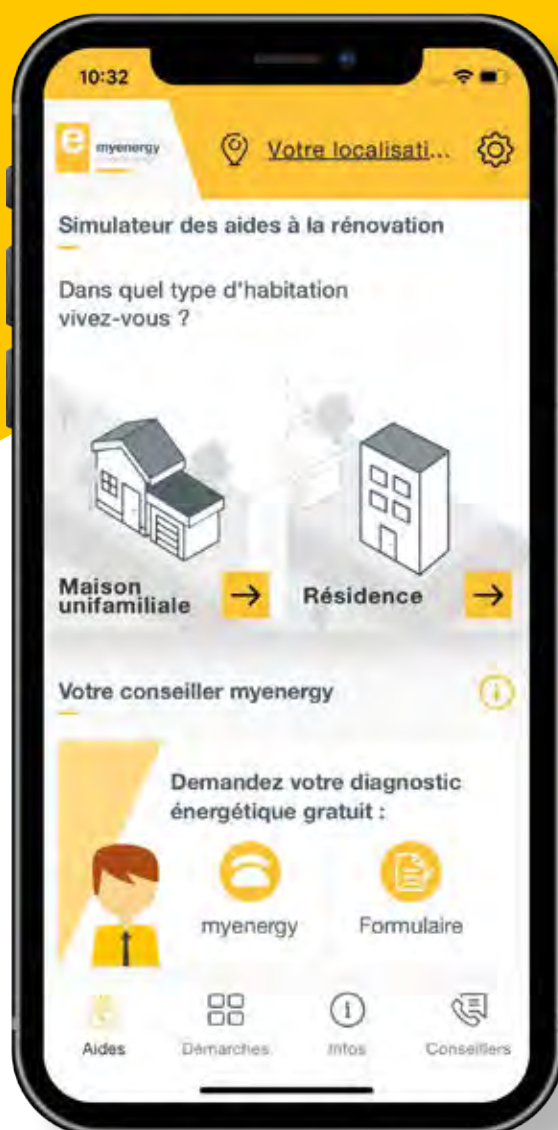 10:32
e myenergy
Votre localisati...
Simulateur des aides à la rénovation
Dans quel type d'habitation
vivez-vous ?
Maison
unifamiliale
Résidence
Votre conseiller myenergy
Demandez votre diagnostic
énergétique gratuit :
myenergy
Formulaire
Aides
Démarches
Infos
Conseillers